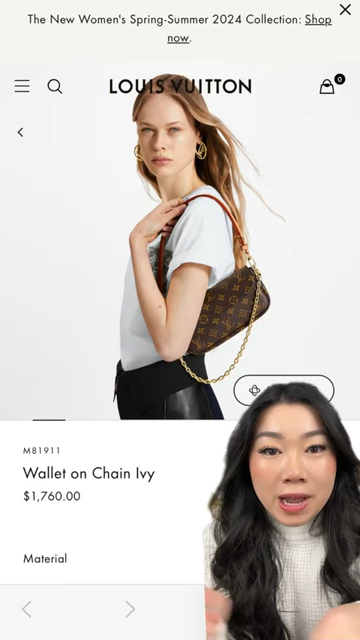 The New Women's Spring-Summer 2024 Collection: Shop
now.
LOUIS VUITTON
0
M81911
Wallet on Chain Ivy
$1,760.00
Material